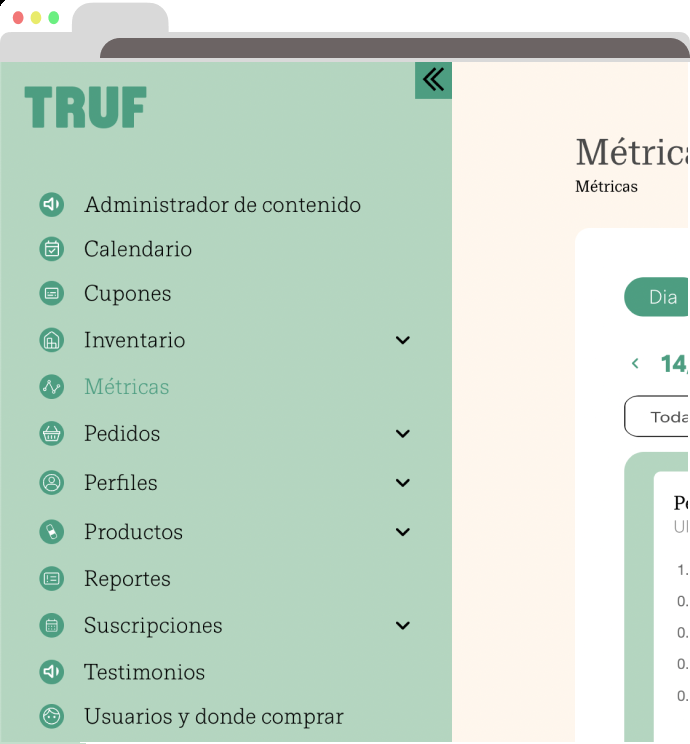 TRUF
Administrador de contenido
Calendario
Cupones
Inventario
Métricas
Pedidos
Perfiles
Productos
Reportes
Suscripciones
Testimonios
Usuarios y donde comprar
Métrica
Métricas
Dia
14,
Toda
Pe
1.
0.
0.
0.
0.